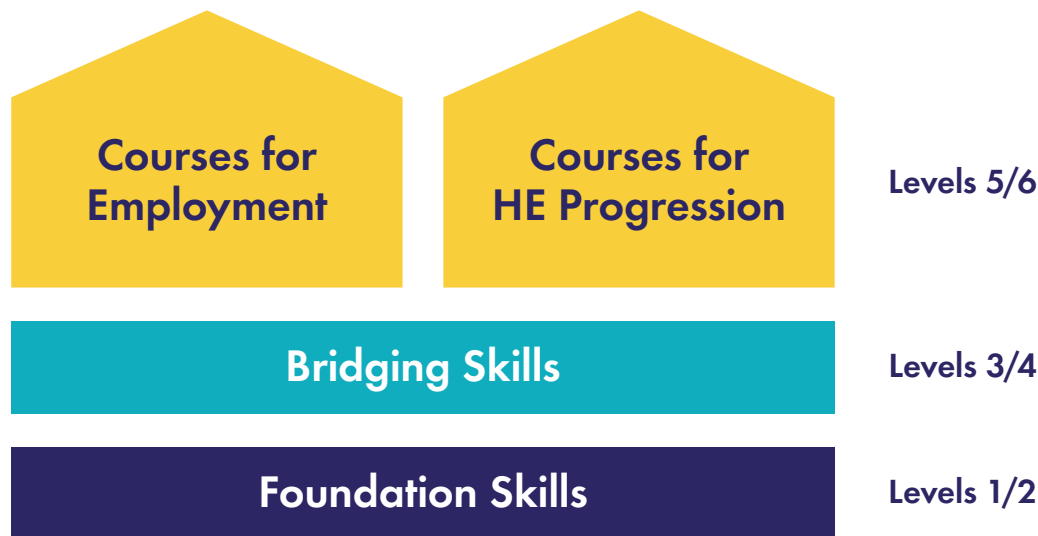 Courses for
Employment
Courses for
HE Progression
Levels 5/6
Bridging Skills
Levels 3/4
Foundation Skills
Levels 1/2